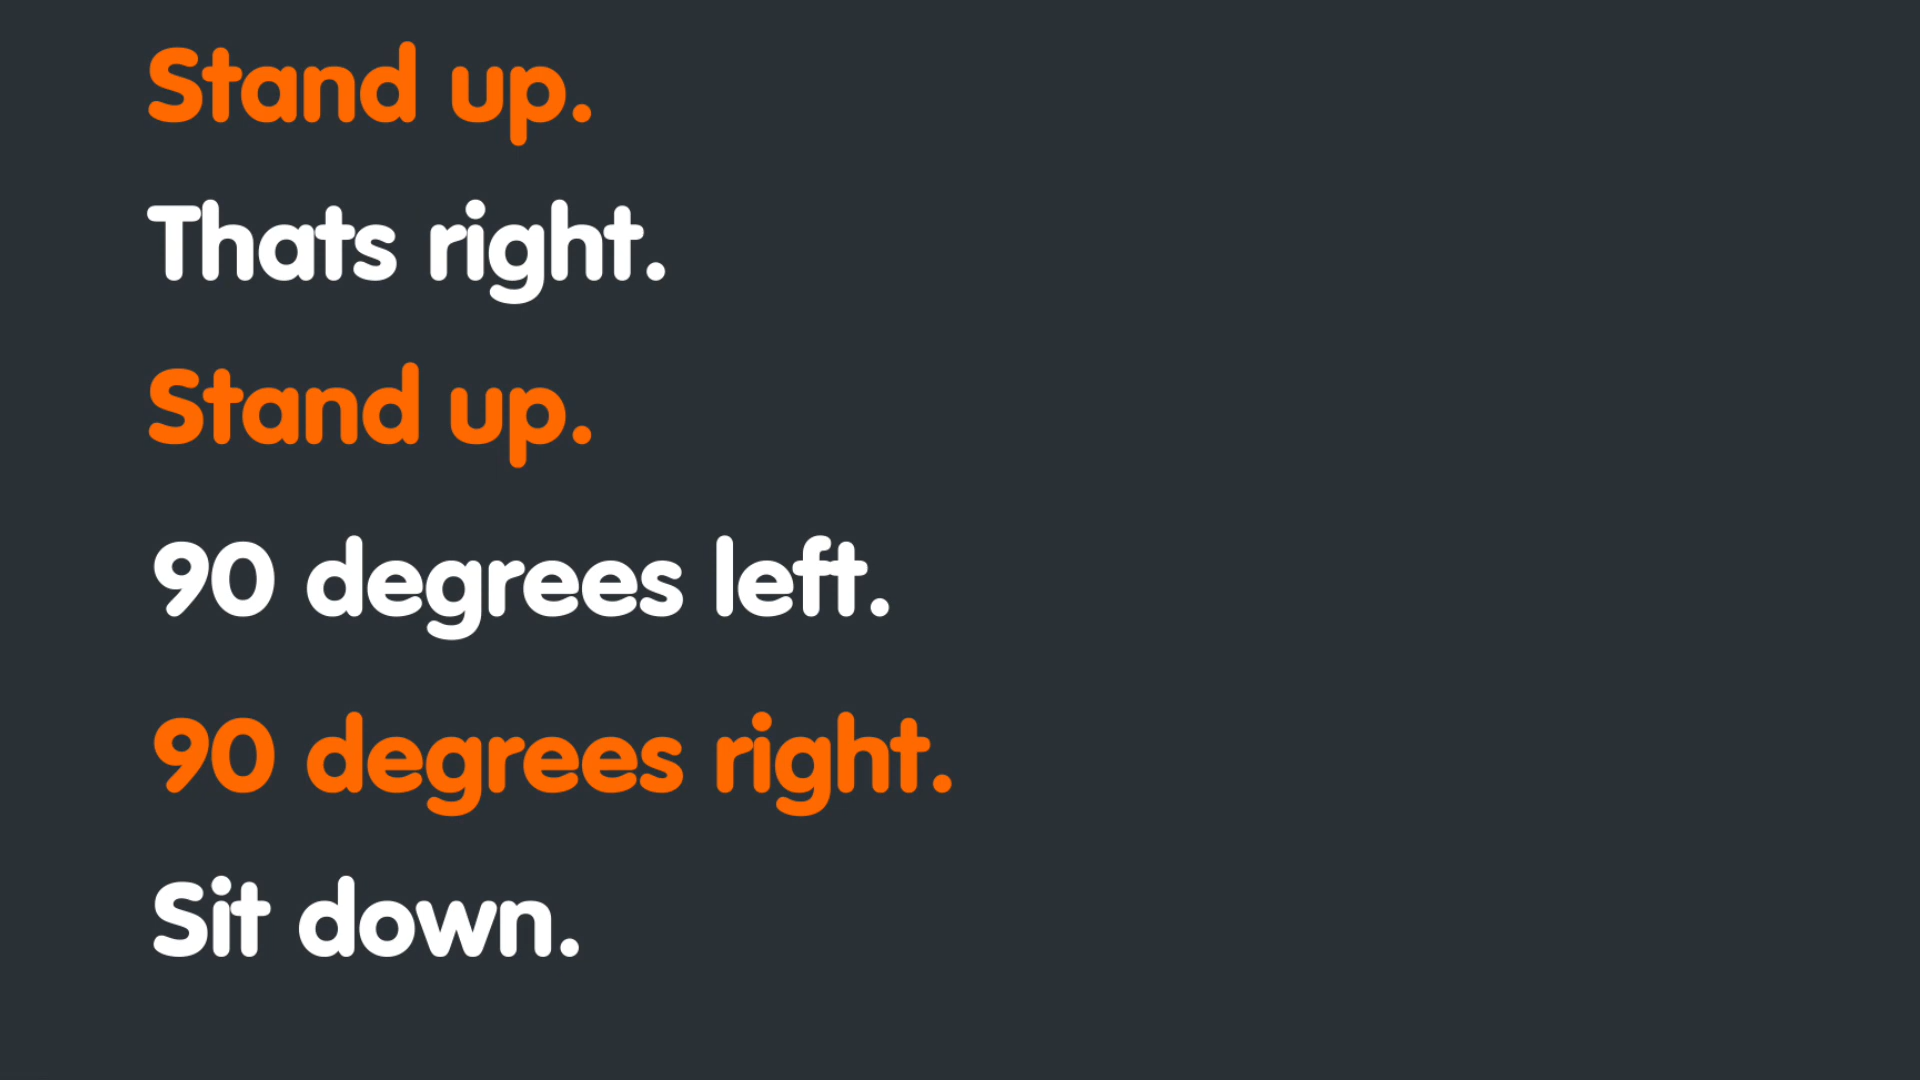 Stand up.
Thats right.
Stand up.
90 degrees left.
90 degrees right.
Sit down.